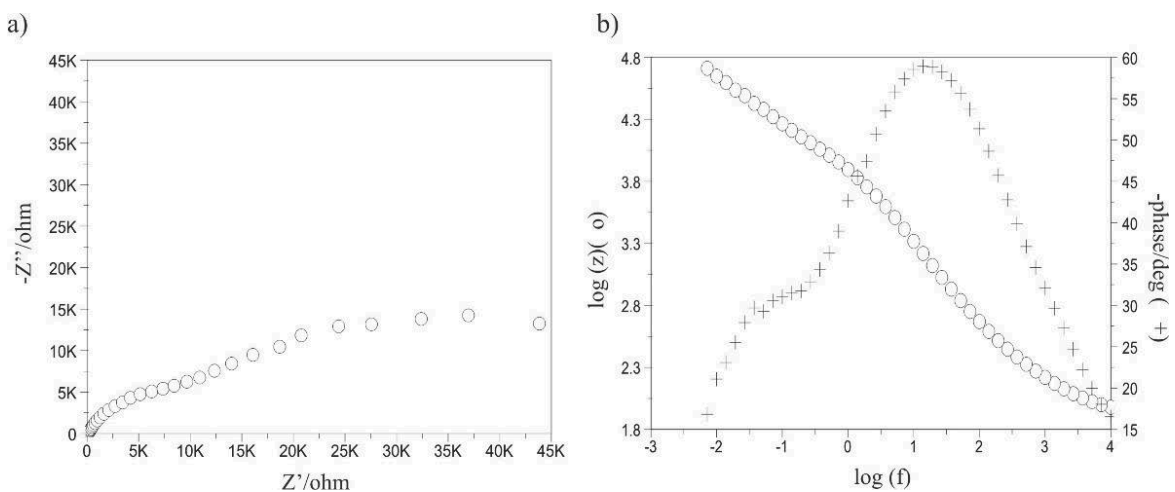 a)
45K
40K
35K
30K
25K
20K
15K
10K
5K
0
-Z''/ohm
0 5K 10K 15K 20K 25K 30K 35K 40K 45K
Z'/ohm
b)
4.8
4.3
3.8
3.3
2.8
2.3
1.8
log (z)( o)
-3 -2 -1 0 1 2 3 4
log (f)
60
55
50
45
40
35
30
25
20
15
-phase/deg ( +)